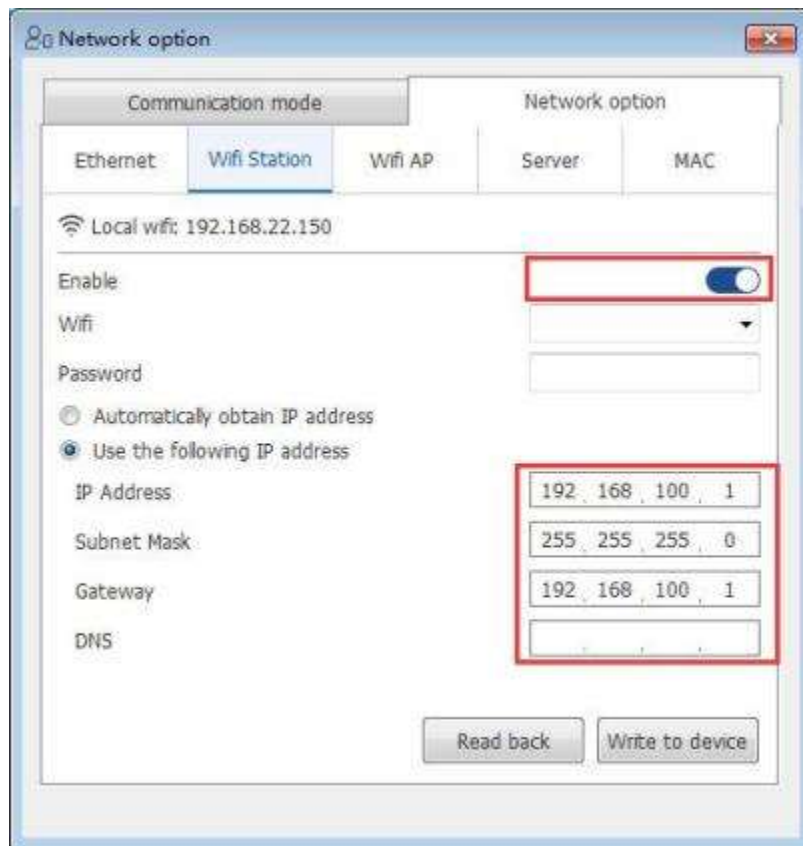 Network option
Communication mode Network option
Ethernet Wifi Station Wifi AP Server MAC
Local wifi: 192.168.22.150
Enable
Wifi
Password
Automatically obtain IP address
Use the following IP address
IP Address 192 . 168 . 100 . 1
Subnet Mask 255 . 255 . 255 . 0
Gateway 192 . 168 . 100 . 1
DNS . . .
Read back Write to device